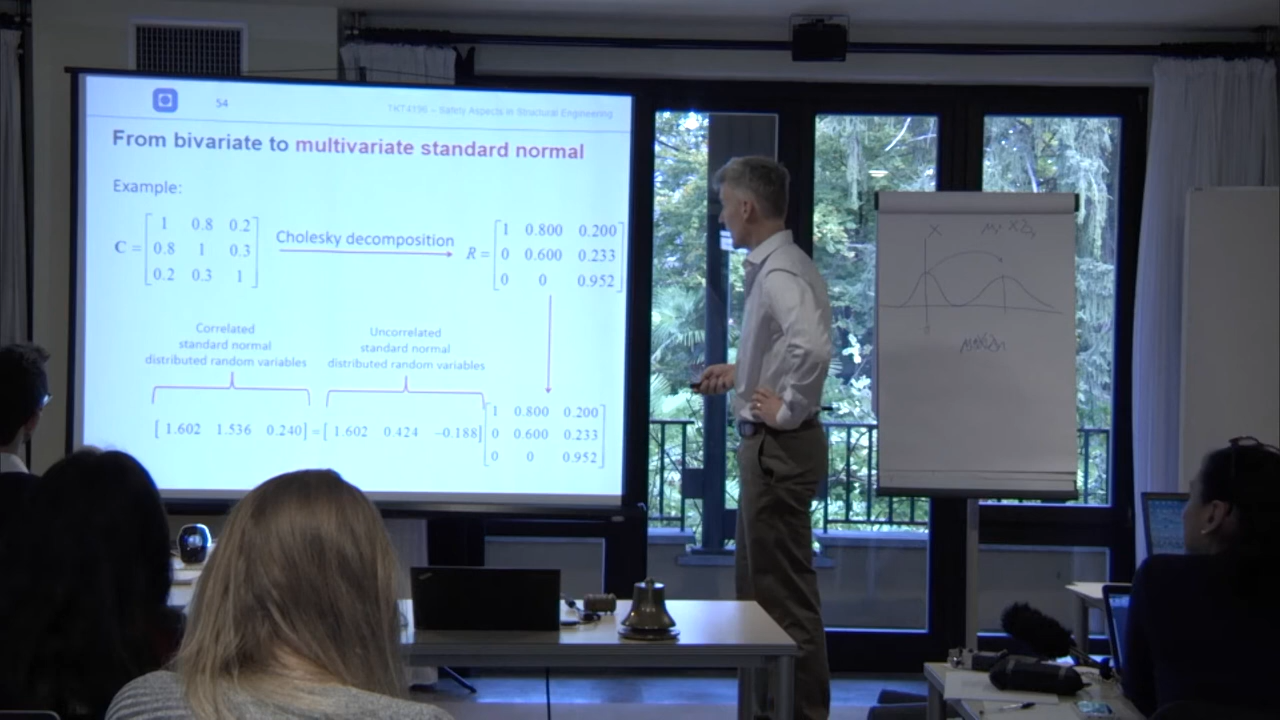 54
TKT4196 – Safety Aspects in Structural Engineering
From bivariate to multivariate standard normal
Example:
C = [1 0.8 0.2
0.8 1 0.3
0.2 0.3 1]
Cholesky decomposition
R = [1 0.800 0.200
0 0.600 0.233
0 0 0.952]
Correlated
standard normal
distributed random variables
Uncorrelated
standard normal
distributed random variables
[ 1.602 1.536 0.240] = [ 1.602 0.424 −0.188]
[1 0.800 0.200
0 0.600 0.233
0 0 0.952]
X